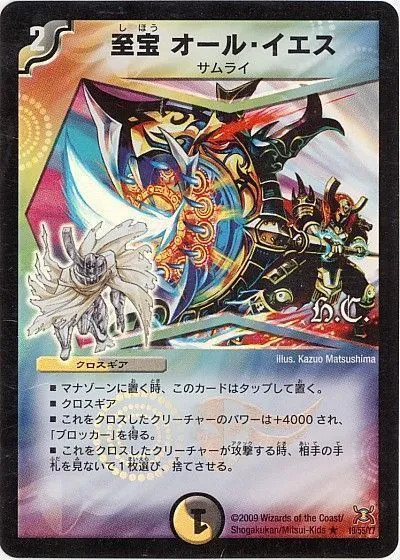 2
しほう
至宝 オール・イエス
サムライ
H.C.
illus. Kazuo Matsushima
クロスギア
■ マナゾーンに置く時、このカードはタップして置く。
■ クロスギア
■ これをクロスしたクリーチャーのパワーは+4000され、
「ブロッカー」を得る。
■ これをクロスしたクリーチャーが攻撃する時、相手の手
札を見ないで1枚選び、捨てさせる。
©2009 Wizards of the Coast/
Shogakukan/Mitsui-Kids ★ 19/55/Y7
1